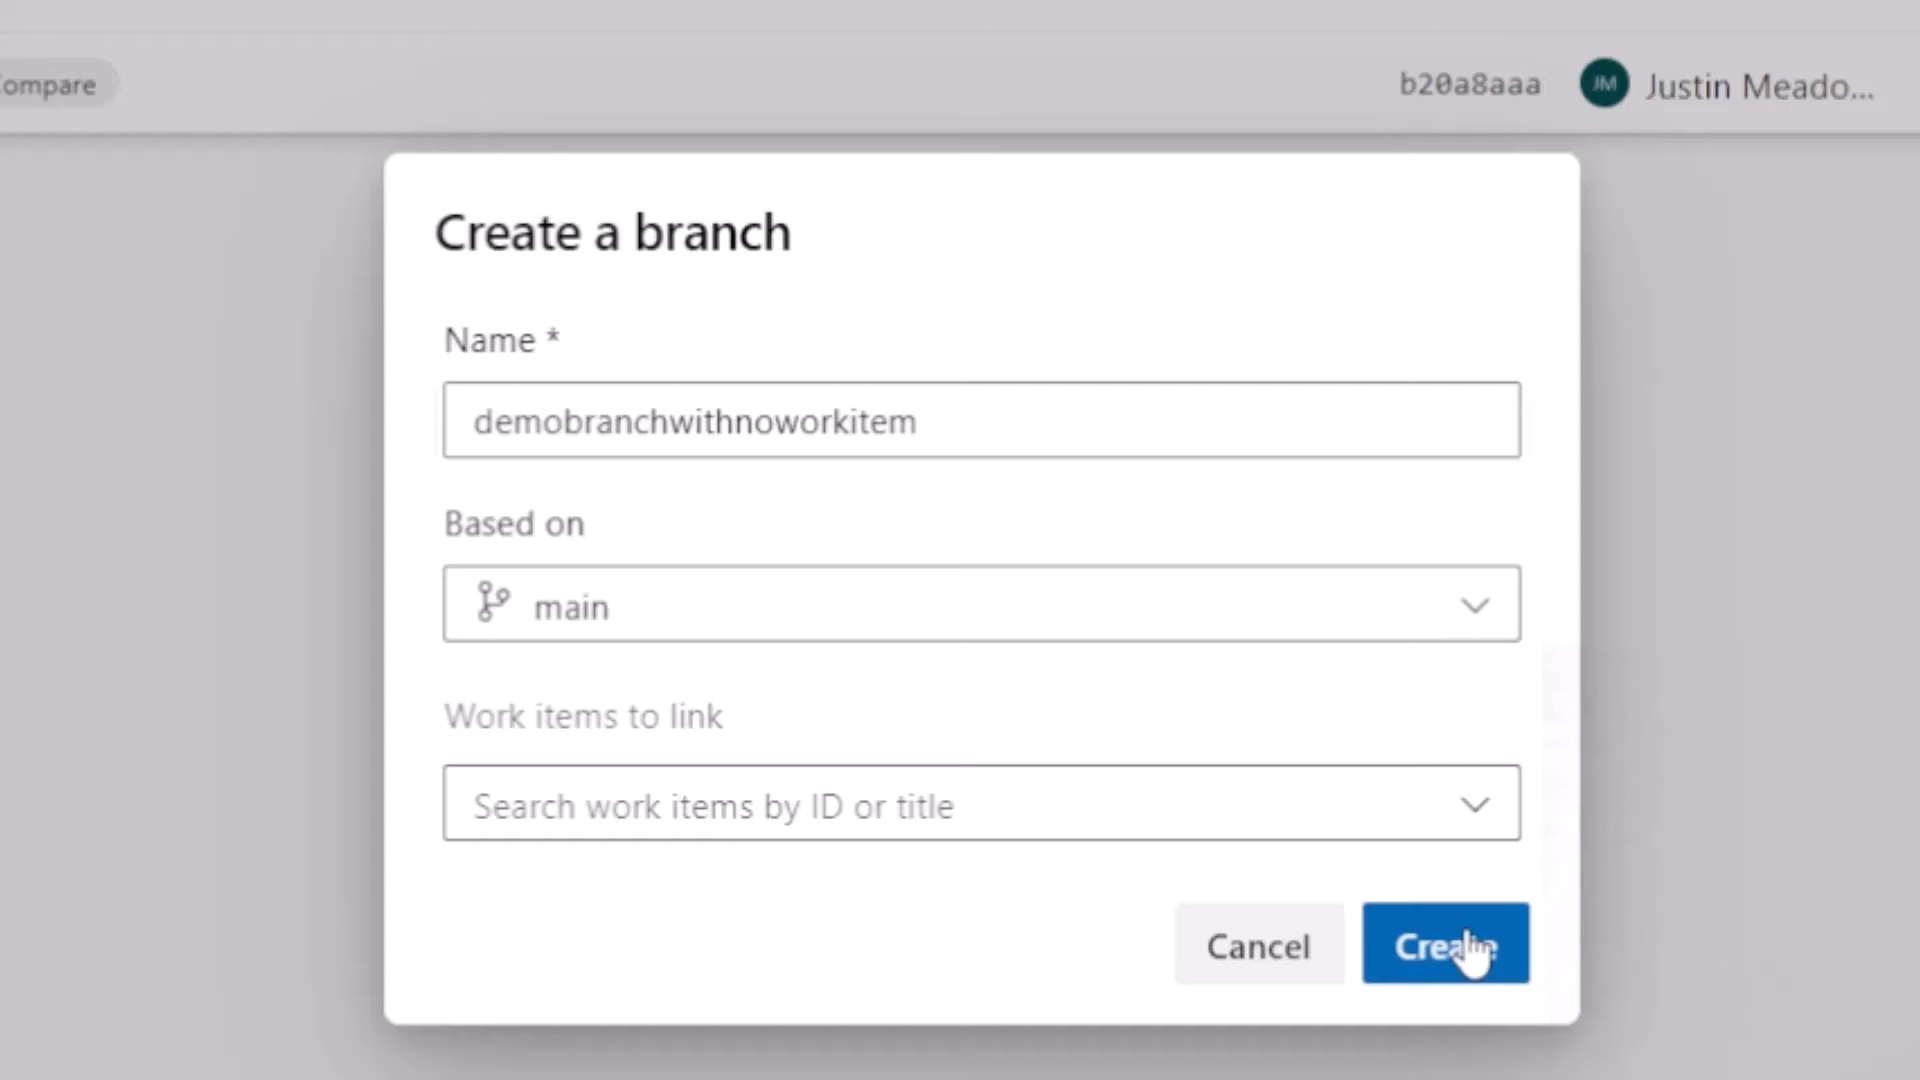 ompare
b20a8aaa JM Justin Meado...
Create a branch
Name *
demobranchwithnoworkitem
Based on
main
Work items to link
Search work items by ID or title
Cancel Create